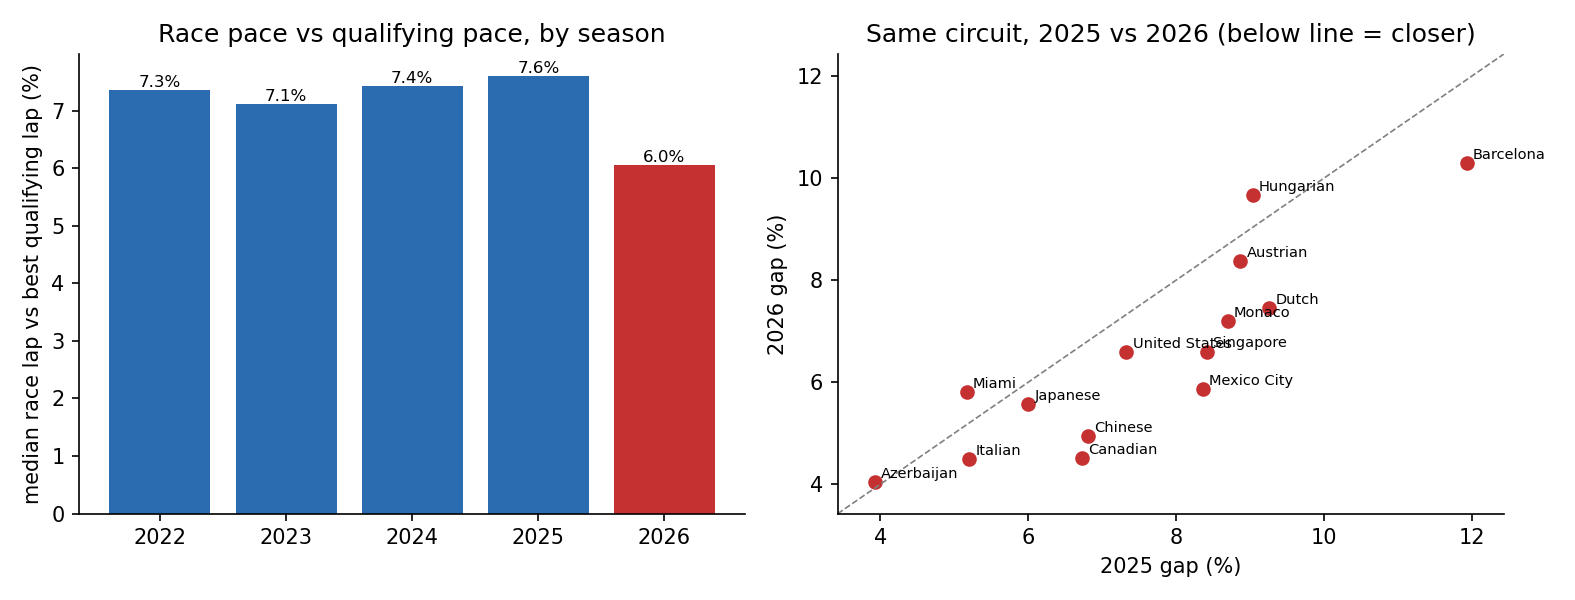 Race pace vs qualifying pace, by season
median race lap vs best qualifying lap (%)
7
6
5
4
3
2
1
0
7.3%
7.1%
7.4%
7.6%
6.0%
2022
2023
2024
2025
2026
Same circuit, 2025 vs 2026 (below line = closer)
2026 gap (%)
12
10
8
6
4
Barcelona
Hungarian
Austrian
Dutch
Monaco
United States
Singapore
Mexico City
Miami
Japanese
Chinese
Canadian
Italian
Azerbaijan
4
6
8
10
12
2025 gap (%)